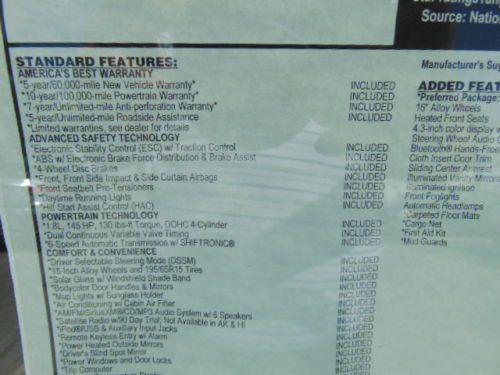 Source: Natio
Manufacturer's Sug
STANDARD FEATURES:
AMERICA'S BEST WARRANTY
*5-year/60,000-mile New Vehicle Warranty* INCLUDED
*10-year/100,000-mile Powertrain Warranty* INCLUDED
*7-year/Unlimited-mile Anti-perforation Warranty* INCLUDED
*5-year/Unlimited-mile Roadside Assistance INCLUDED
*Limited warranties, see dealer for details
ADVANCED SAFETY TECHNOLOGY
*Electronic Stability Control (ESC) w/ Traction Control INCLUDED
*ABS w/ Electronic Brake Force Distribution & Brake Assist INCLUDED
*4-Wheel Disc Brakes INCLUDED
*Front, Front Side Impact & Side Curtain Airbags INCLUDED
*Front Seatbelt Pre-Tensioners INCLUDED
*Daytime Running Lights INCLUDED
*Hill Start Assist Control (HAC) INCLUDED
POWERTRAIN TECHNOLOGY
*1.8L, 145 HP, 130 lbs-ft Torque, DOHC 4-Cylinder INCLUDED
*Dual Continuous Variable Valve Timing INCLUDED
*6-Speed Automatic Transmission w/ SHIFTRONIC® INCLUDED
COMFORT & CONVENIENCE
*Driver Selectable Steering Mode (DSSM) INCLUDED
*15-Inch Alloy Wheels and 195/65R15 Tires INCLUDED
*Solar Glass w/ Windshield Shade Band INCLUDED
*Bodycolor Door Handles & Mirrors INCLUDED
*Map Lights w/ Sunglass Holder INCLUDED
*Air Conditioning w/ Cabin Air Filter INCLUDED
*AM/FM/SiriusXM®/CD/MP3 Audio System w/ 6 Speakers INCLUDED
*Satellite Radio w/90 Day Trial; Not Available in AK & HI INCLUDED
*iPod®/USB & Auxiliary Input Jacks INCLUDED
*Remote Keyless Entry w/ Alarm INCLUDED
*Power Heated Outside Mirrors INCLUDED
*Driver's Blind Spot Mirror INCLUDED
*Power Windows and Door Locks INCLUDED
*Trip Computer INCLUDED
ADDED FEAT
*Preferred Package
16" Alloy Wheels
Heated Front Seats
4.3-inch color display
Steering Wheel Audio C
Bluetooth® Hands-Free
Cloth Insert Door Trim
Sliding Center Armrest
Illuminated Vanity Mirrors
Illuminated Ignition
Front Foglights
Automatic Headlamps
*Carpeted Floor Mats
*Cargo Net
*First Aid Kit
*Mud Guards